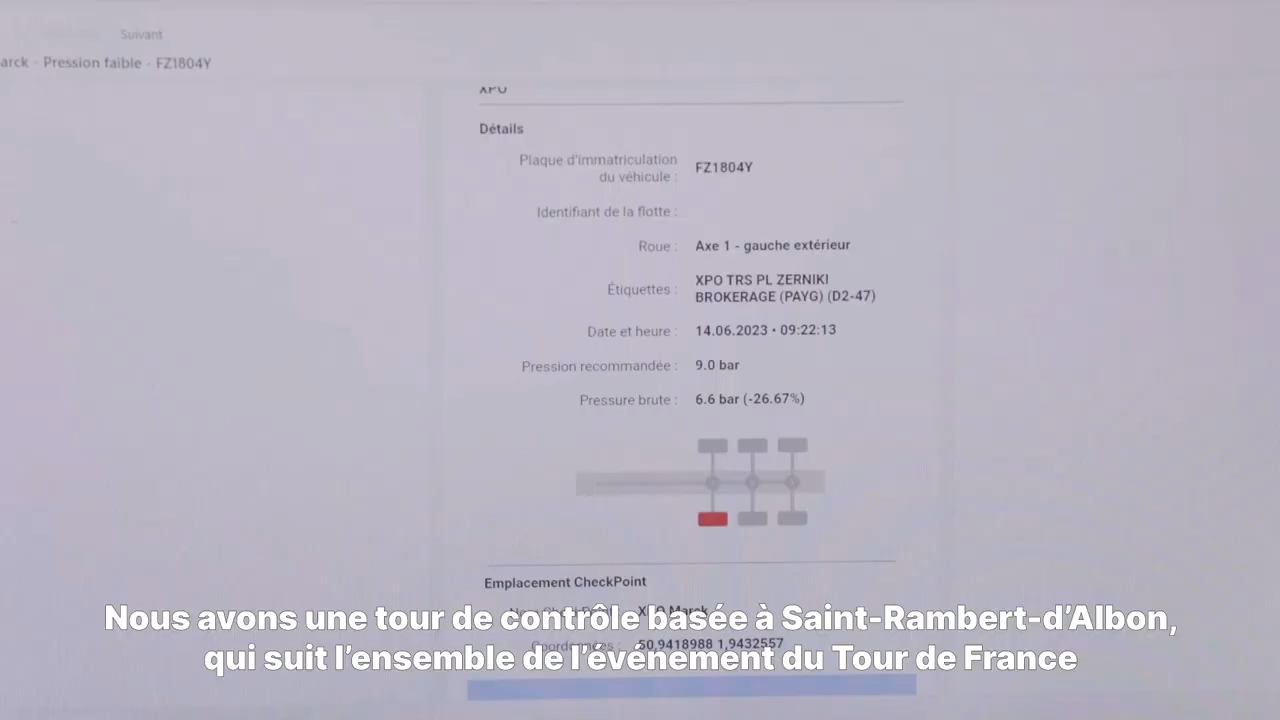 Suivant
arck - Pression faible - FZ1804Y
XPO
Détails
Plaque d'immatriculation
du véhicule :
FZ1804Y
Identifiant de la flotte :
Roue : Axe 1 - gauche extérieur
Étiquettes :
XPO TRS PL ZERNIKI
BROKERAGE (PAYG) (D2-47)
Date et heure : 14.06.2023 • 09:22:13
Pression recommandée : 9.0 bar
Pressure brute : 6.6 bar (-26.67%)
Emplacement CheckPoint
XPO Marck
Nous avons une tour de contrôle basée à Saint-Rambert-d'Albon,
Coordonnées : 50,9418988 1,9432557
qui suit l'ensemble de l'événement du Tour de France